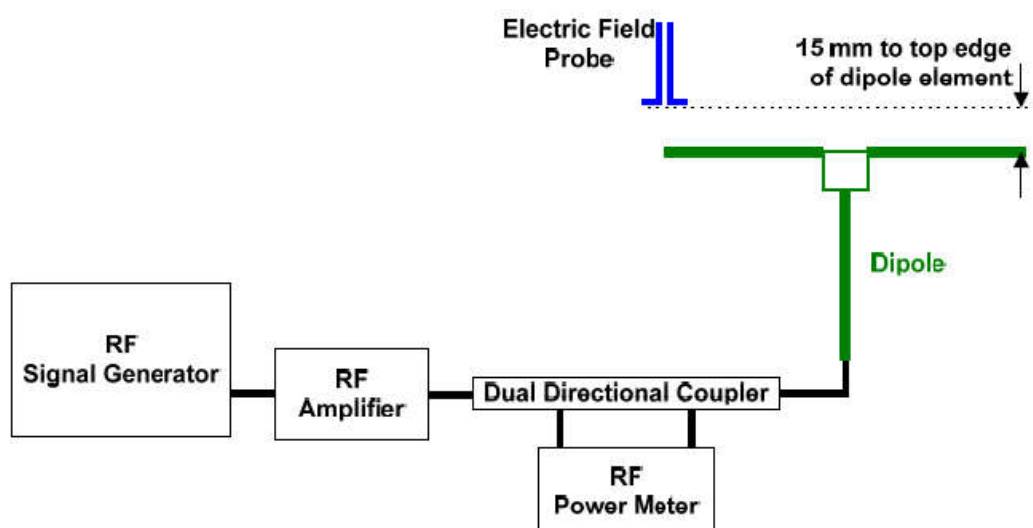 Electric Field
Probe
15 mm to top edge
of dipole element
Dipole
RF
Signal Generator
RF
Amplifier
Dual Directional Coupler
RF
Power Meter